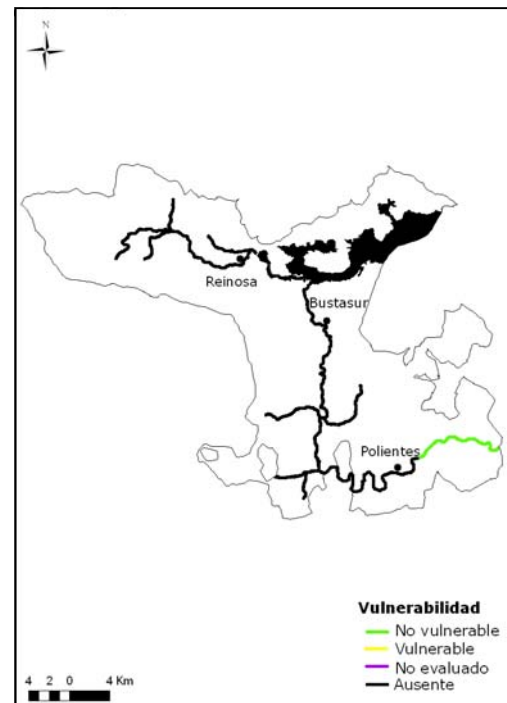 N
Reinosa
Bustasur
Polientes
Vulnerabilidad
No vulnerable
Vulnerable
No evaluado
Ausente
4 2 0 4 Km